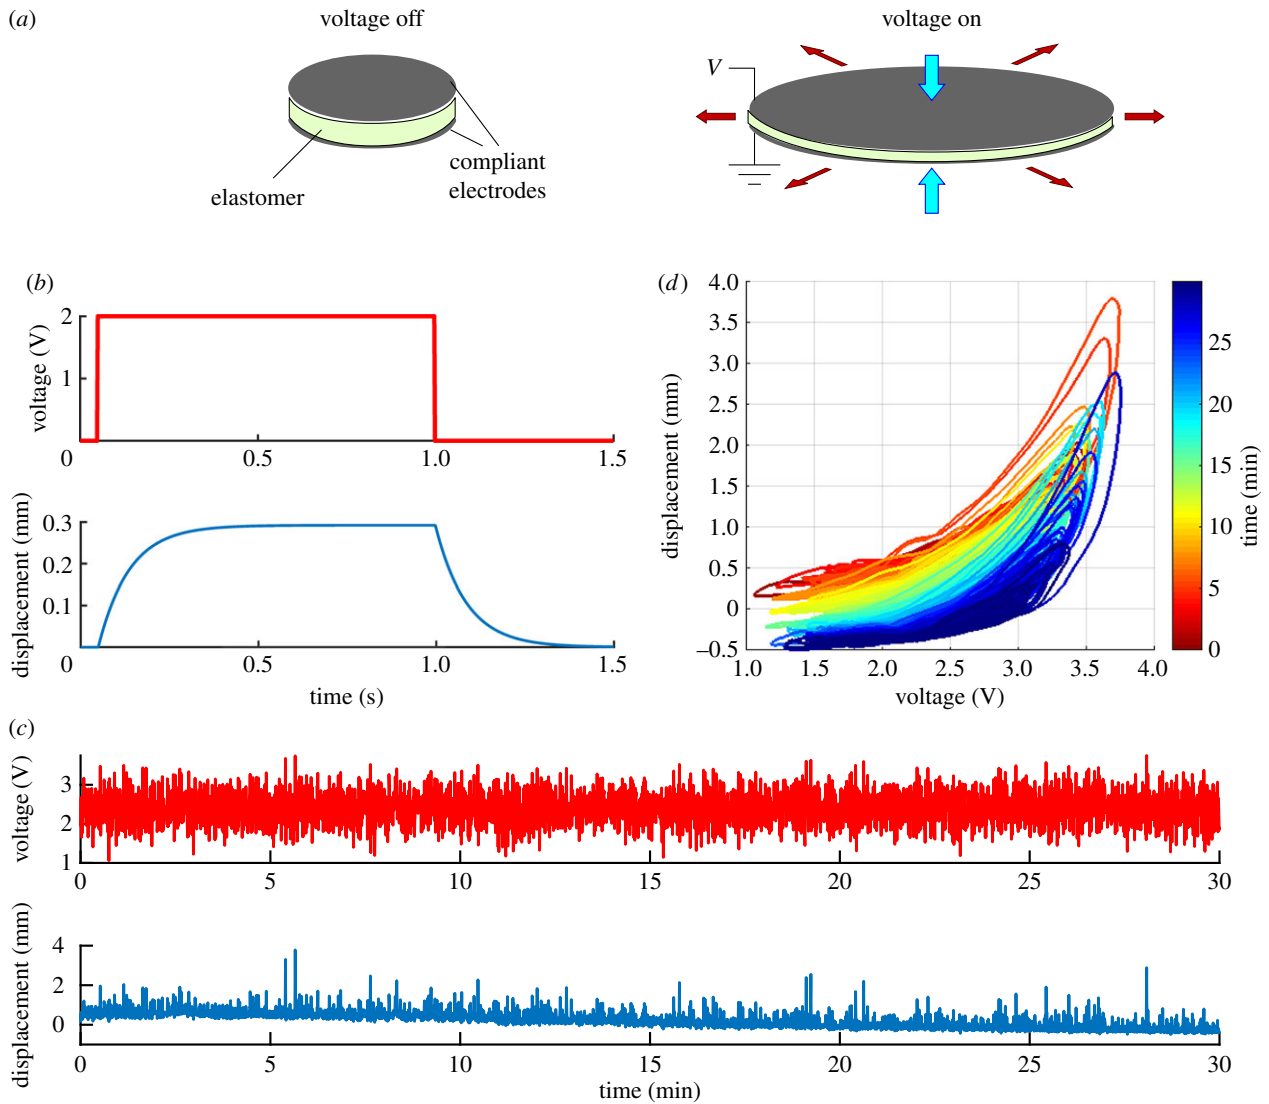 (a)
voltage off
voltage on
V
elastomer
compliant
electrodes
(b)
voltage (V)
2
1
0
0.5
1.0
1.5
displacement (mm)
0.3
0.2
0.1
0
0.5
1.0
1.5
time (s)
(d)
displacement (mm)
4.0
3.5
3.0
2.5
2.0
1.5
1.0
0.5
0
–0.5
1.0
1.5
2.0
2.5
3.0
3.5
4.0
voltage (V)
25
20
15
10
5
0
time (min)
(c)
voltage (V)
3
2
1
0
5
10
15
20
25
30
displacement (mm)
4
2
0
0
5
10
15
20
25
30
time (min)